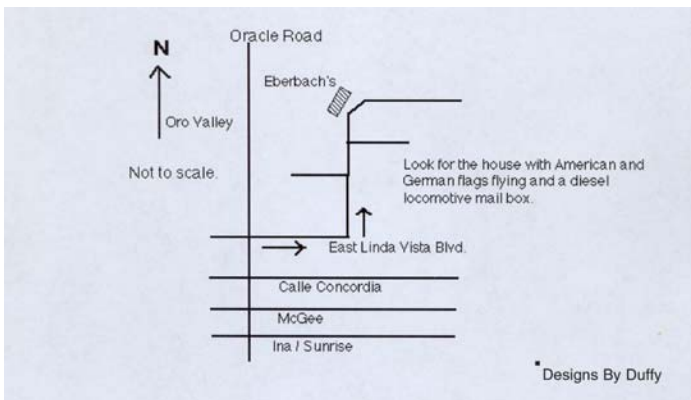 Oracle Road
N
Eberbach's
Oro Valley
Not to scale.
Look for the house with American and
German flags flying and a diesel
locomotive mail box.
East Linda Vista Blvd.
Calle Concordia
McGee
Ina / Sunrise
Designs By Duffy